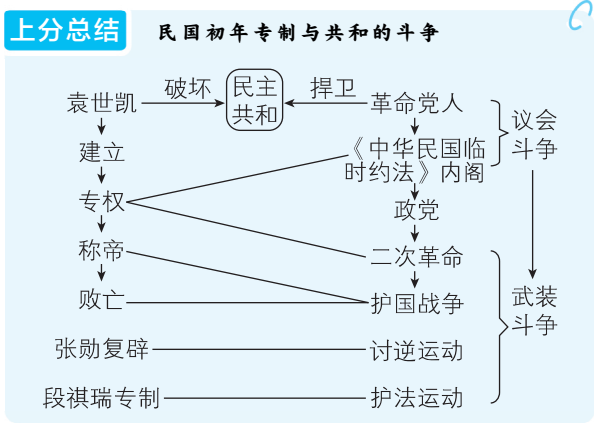 上分总结
民国初年专制与共和的斗争
袁世凯
破坏
民主
共和
捍卫
革命党人
议会
斗争
建立
《中华民国临
时约法》内阁
专权
政党
称帝
二次革命
败亡
护国战争
武装
斗争
张勋复辟
讨逆运动
段祺瑞专制
护法运动